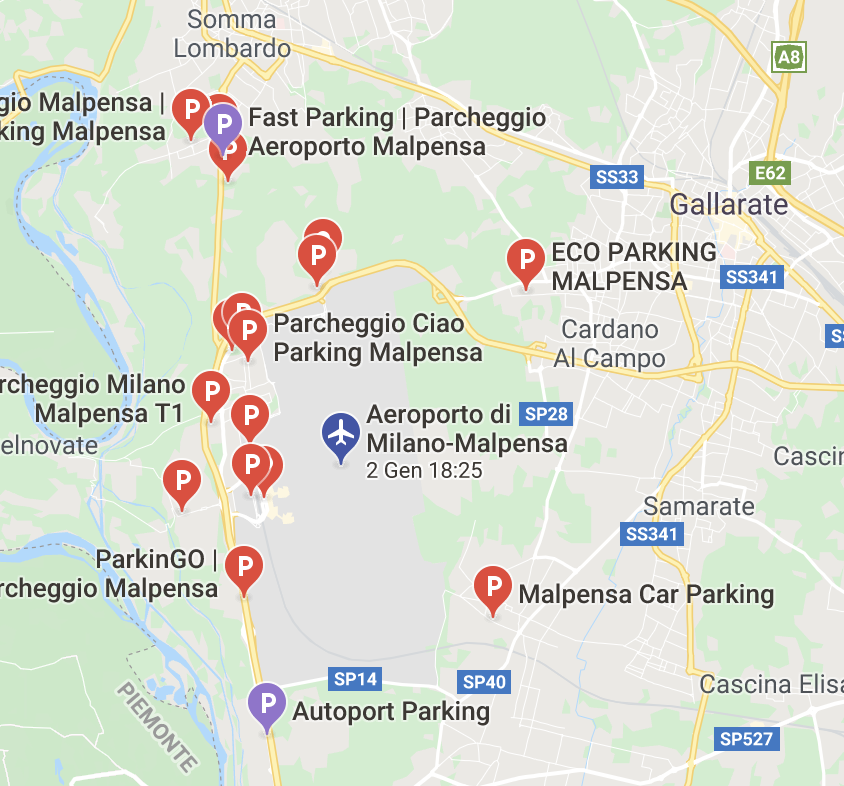 Somma
Lombardo
A8
gio Malpensa |
king Malpensa
P
P
P
Fast Parking | Parcheggio
Aeroporto Malpensa
SS33
E62
Gallarate
P
P
ECO PARKING
MALPENSA
SS341
P
P
Parcheggio Ciao
Parking Malpensa
Cardano
Al Campo
rcheggio Milano
Malpensa T1
P
P
Aeroporto di
Milano-Malpensa
2 Gen 18:25
SP28
elnovate
P
P
Cascin
Samarate
SS341
ParkinGO |
rcheggio Malpensa
P
P
Malpensa Car Parking
SP14
SP40
Cascina Elisa
PIEMONTE
P
Autoport Parking
SP527